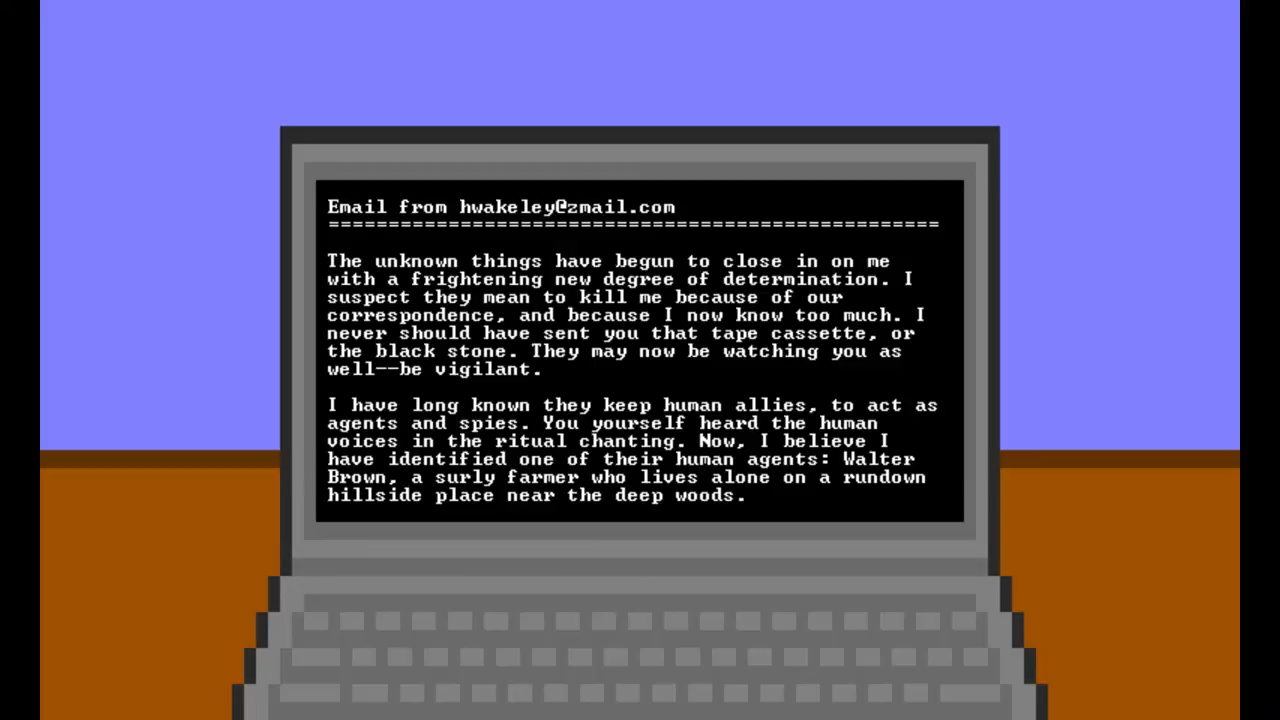 Email from hwakeley@zmail.com
===================================================
The unknown things have begun to close in on me
with a frightening new degree of determination. I
suspect they mean to kill me because of our
correspondence, and because I now know too much. I
never should have sent you that tape cassette, or
the black stone. They may now be watching you as
well--be vigilant.
I have long known they keep human allies, to act as
agents and spies. You yourself heard the human
voices in the ritual chanting. Now, I believe I
have identified one of their human agents: Walter
Brown, a surly farmer who lives alone on a rundown
hillside place near the deep woods.